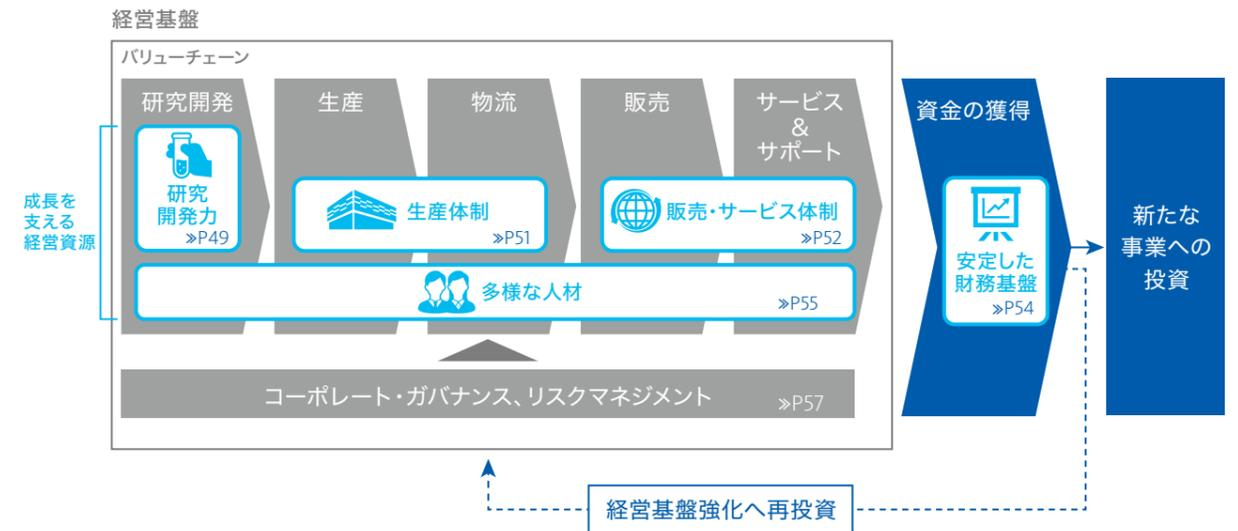 経営基盤
バリューチェーン
研究開発
生産
物流
販売
サービス
&
サポート
資金の獲得
成長を
支える
経営資源
研究
開発力
≫P49
生産体制
≫P51
販売・サービス体制
≫P52
多様な人材
≫P55
安定した
財務基盤
≫P54
新たな
事業への
投資
コーポレート・ガバナンス、リスクマネジメント
≫P57
経営基盤強化へ再投資